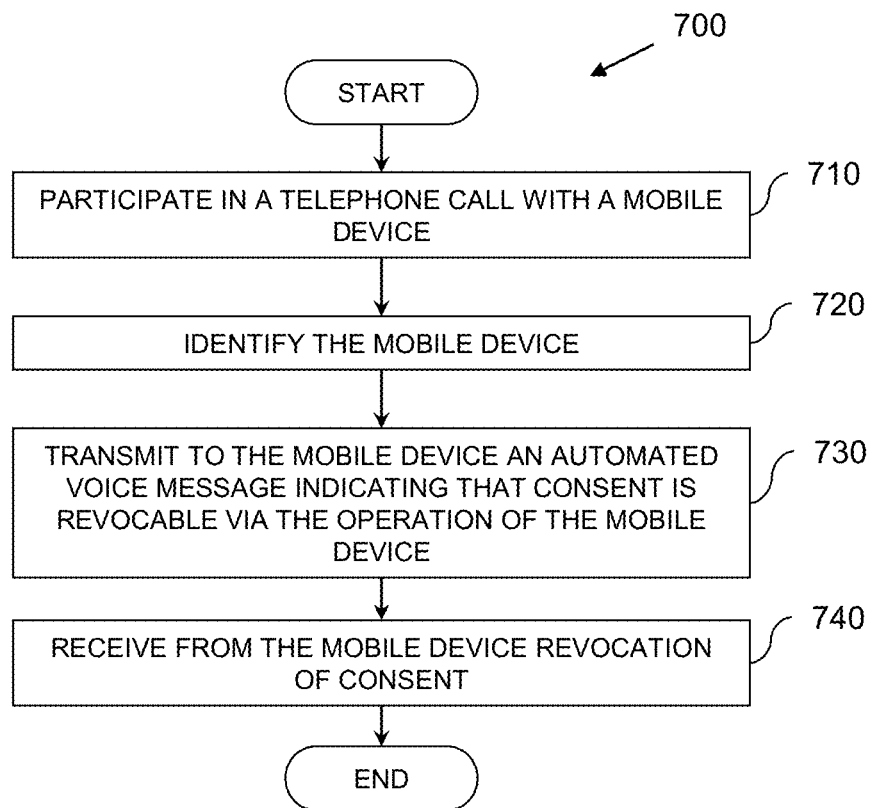 700
START
PARTICIPATE IN A TELEPHONE CALL WITH A MOBILE
DEVICE
710
IDENTIFY THE MOBILE DEVICE
720
TRANSMIT TO THE MOBILE DEVICE AN AUTOMATED
VOICE MESSAGE INDICATING THAT CONSENT IS
REVOCABLE VIA THE OPERATION OF THE MOBILE
DEVICE
730
RECEIVE FROM THE MOBILE DEVICE REVOCATION
OF CONSENT
740
END